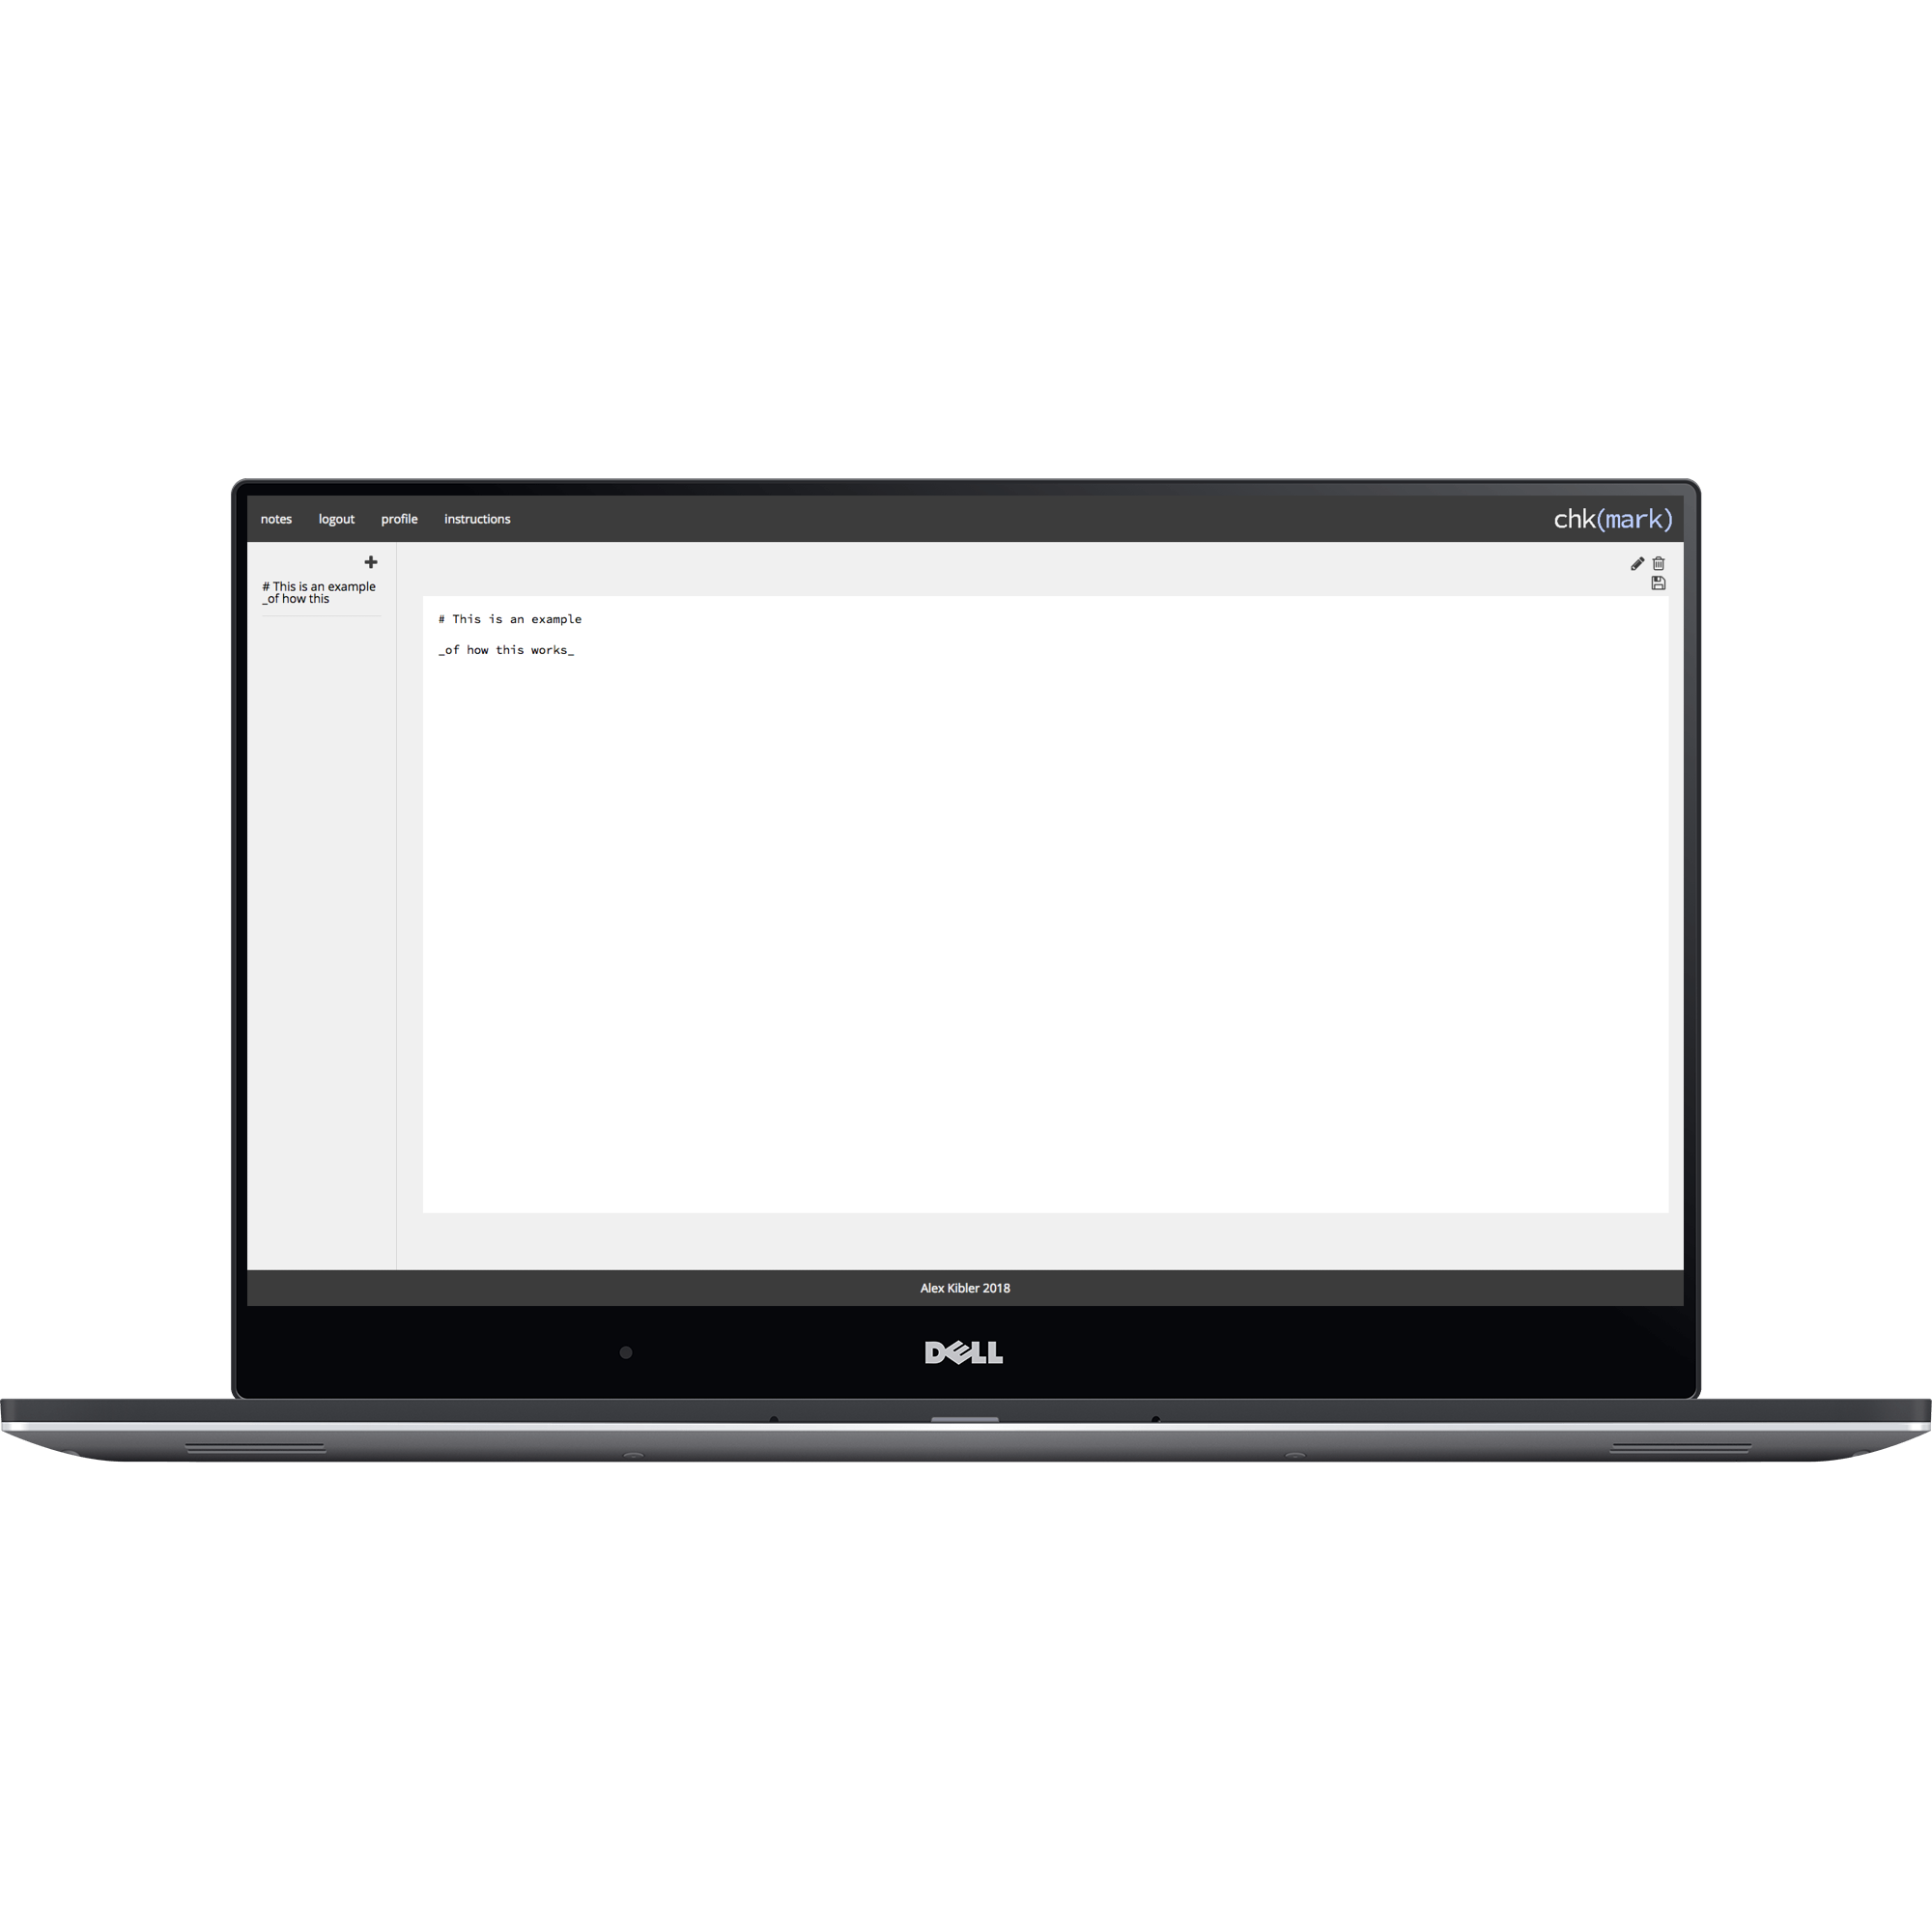 notes logout profile instructions chk(mark)
# This is an example
_of how this
# This is an example
_of how this works_
Alex Kibler 2018
DELL